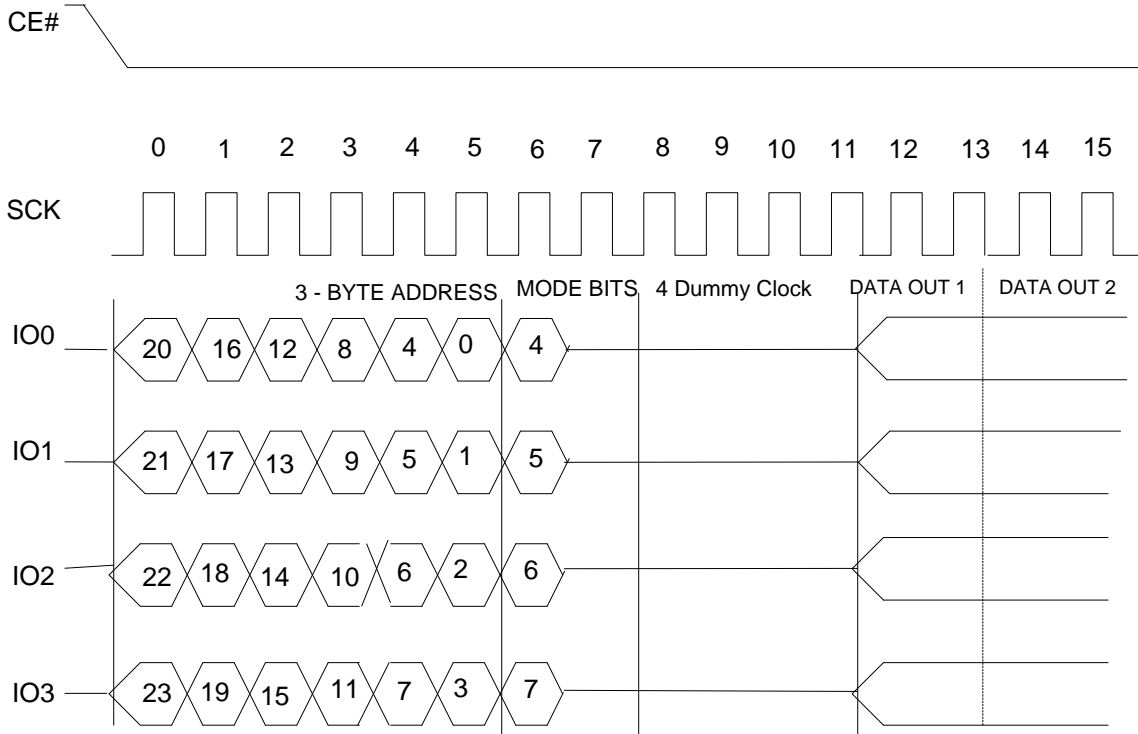 CE#
0 1 2 3 4 5 6 7 8 9 10 11 12 13 14 15
SCK
3 - BYTE ADDRESS MODE BITS 4 Dummy Clock DATA OUT 1 DATA OUT 2
IO0 20 16 12 8 4 0 4
IO1 21 17 13 9 5 1 5
IO2 22 18 14 10 6 2 6
IO3 23 19 15 11 7 3 7